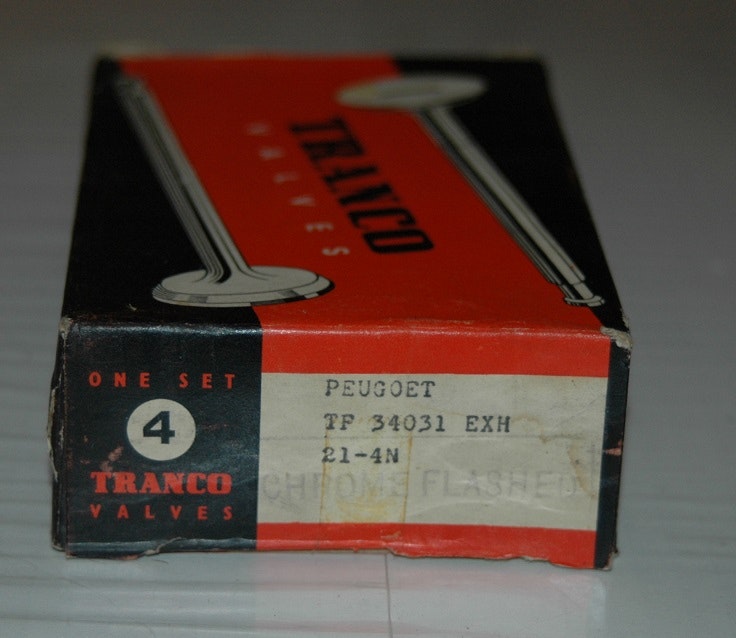 TRANCO
VALVES
ONE SET
4
TRANCO
VALVES
PEUGOET
TF 34031 EXH
21-4N
CHROME FLASHED